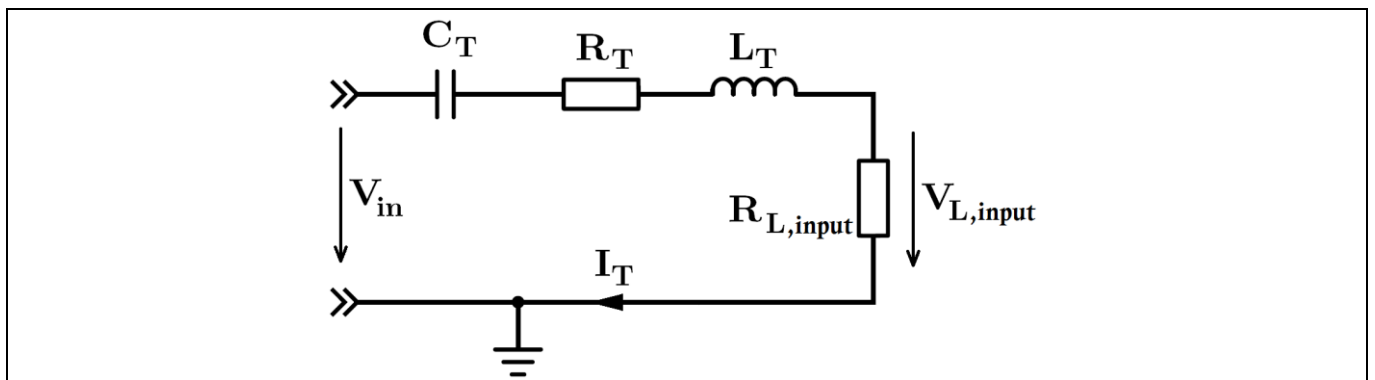 C_T
R_T
L_T
V_in
R_L,input
V_L,input
I_T